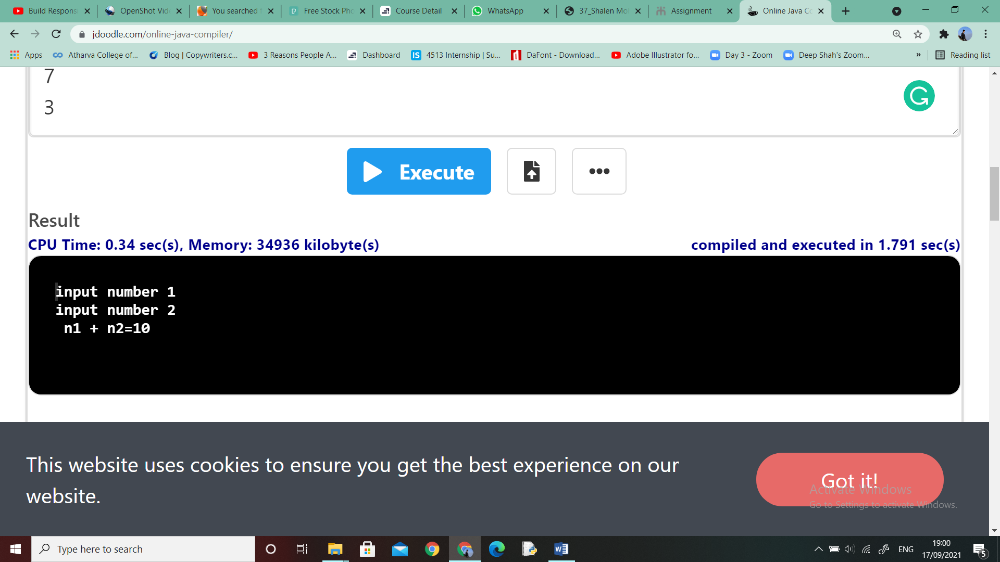 Build Respons
OpenShot Vid
You searched f
Free Stock Pho
Course Detail
WhatsApp
37_Shalen Mo
Assignment
Online Java Co
jdoodle.com/online-java-compiler/
Apps
Atharva College of...
Blog | Copywriters.c...
3 Reasons People A...
Dashboard
IS 4513 Internship | Su...
DaFont - Download...
Adobe Illustrator fo...
Day 3 - Zoom
Deep Shah's Zoom...
»
Reading list
7
3
Execute
Result
CPU Time: 0.34 sec(s), Memory: 34936 kilobyte(s)
compiled and executed in 1.791 sec(s)
input number 1
input number 2
n1 + n2=10
This website uses cookies to ensure you get the best experience on our
website.
Got it!
Activate Windows
Go to Settings to activate Windows.
Type here to search
ENG
19:00
17/09/2021
5